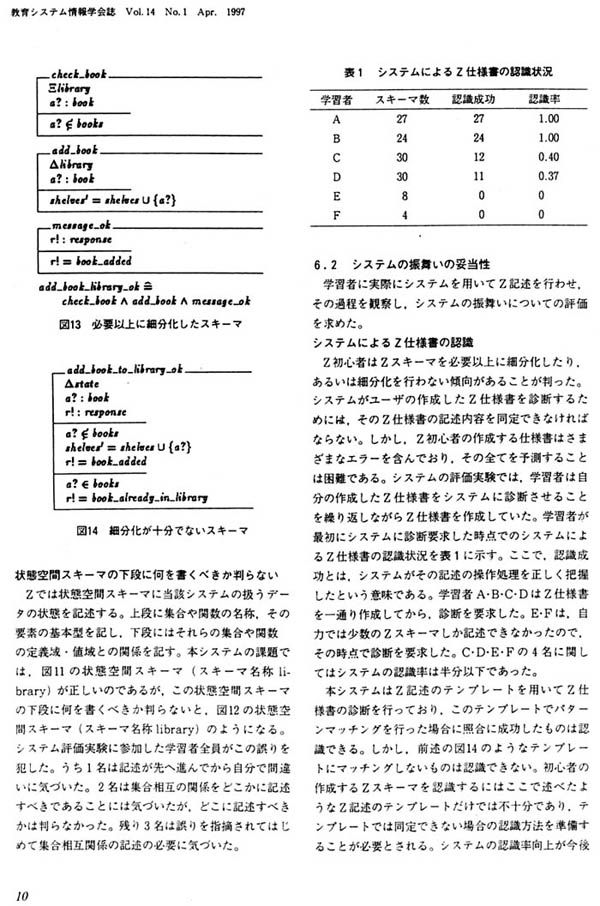 教育システム情報学会誌 Vol.14 No.1 Apr. 1997
check_book
Ξlibrary
a? : book
a? ∉ books
add_book
Δlibrary
a? : book
shelves′ = shelves ∪ {a?}
message_ok
r! : response
r! = book_added
add_book_library_ok ≙
check_book ∧ add_book ∧ message_ok
図13 必要以上に細分化したスキーマ
add_book_to_library_ok
Δstate
a? : book
r! : response
a? ∉ books
shelves′ = shelves ∪ {a?}
r! = book_added
a? ∈ books
r! = book_already_in_library
図14 細分化が十分でないスキーマ
状態空間スキーマの下段に何を書くべきか判らない
Zでは状態空間スキーマに当該システムの扱うデー
タの状態を記述する。上段に集合や関数の名称，その
要素の基本型を記し，下段にはそれらの集合や関数
の定義域・値域との関係を記す。本システムの課題で
は，図11の状態空間スキーマ（スキーマ名称 li-
brary）が正しいのであるが，この状態空間スキーマ
の下段に何を書くべきか判らないと，図12の状態空
間スキーマ（スキーマ名称library）のようになる。
システム評価実験に参加した学習者全員がこの誤りを
犯した。うち1名は記述が先へ進んでから自分で間違
いに気づいた。2名は集合相互の関係をどこかに記述
すべきであることには気づいたが，どこに記述すべき
かは判らなかった。残り3名は誤りを指摘されてはじ
めて集合相互関係の記述の必要に気づいた。
10
表1 システムによるZ仕様書の認識状況
学習者 スキーマ数 認識成功 認識率
A 27 27 1.00
B 24 24 1.00
C 30 12 0.40
D 30 11 0.37
E 8 0 0
F 4 0 0
6.2 システムの振舞いの妥当性
学習者に実際にシステムを用いてZ記述を行わせ，
その過程を観察し，システムの振舞いについての評価
を求めた。
システムによるZ仕様書の認識
Z初心者はZスキーマを必要以上に細分化したり，
あるいは細分化を行わない傾向があることが判った。
システムがユーザの作成したZ仕様書を診断するた
めには，そのZ仕様書の記述内容を同定できなければ
ならない。しかし，Z初心者の作成する仕様書はさま
ざまなエラーを含んでおり，その全てを予測すること
は困難である。システムの評価実験では，学習者は自
分の作成したZ仕様書をシステムに診断させること
を繰り返しながらZ仕様書を作成していた。学習者が
最初にシステムに診断要求した時点でのシステムによ
るZ仕様書の認識状況を表1に示す。ここで，認識成
功とは，システムがその記述の操作処理を正しく把握
したという意味である。学習者A・B・C・DはZ仕様書
を一通り作成してから，診断を要求した。E・Fは，自
力では少数のZスキーマしか記述できなかったので，
その時点で診断を要求した。C・D・E・Fの4名に関し
てはシステムの認識率は半分以下であった。
本システムはZ記述のテンプレートを用いてZ仕
様書の診断を行っており，このテンプレートでパター
ンマッチングを行った場合に照合に成功したものは認
識できる。しかし，前述の図14のようなテンプレー
トにマッチングしないものは認識できない。初心者の
作成するZスキーマを認識するにはここで述べたよ
うなZ記述のテンプレートだけでは不十分であり，テ
ンプレートでは同定できない場合の認識方法を準備す
ることが必要とされる。システムの認識率向上が今後